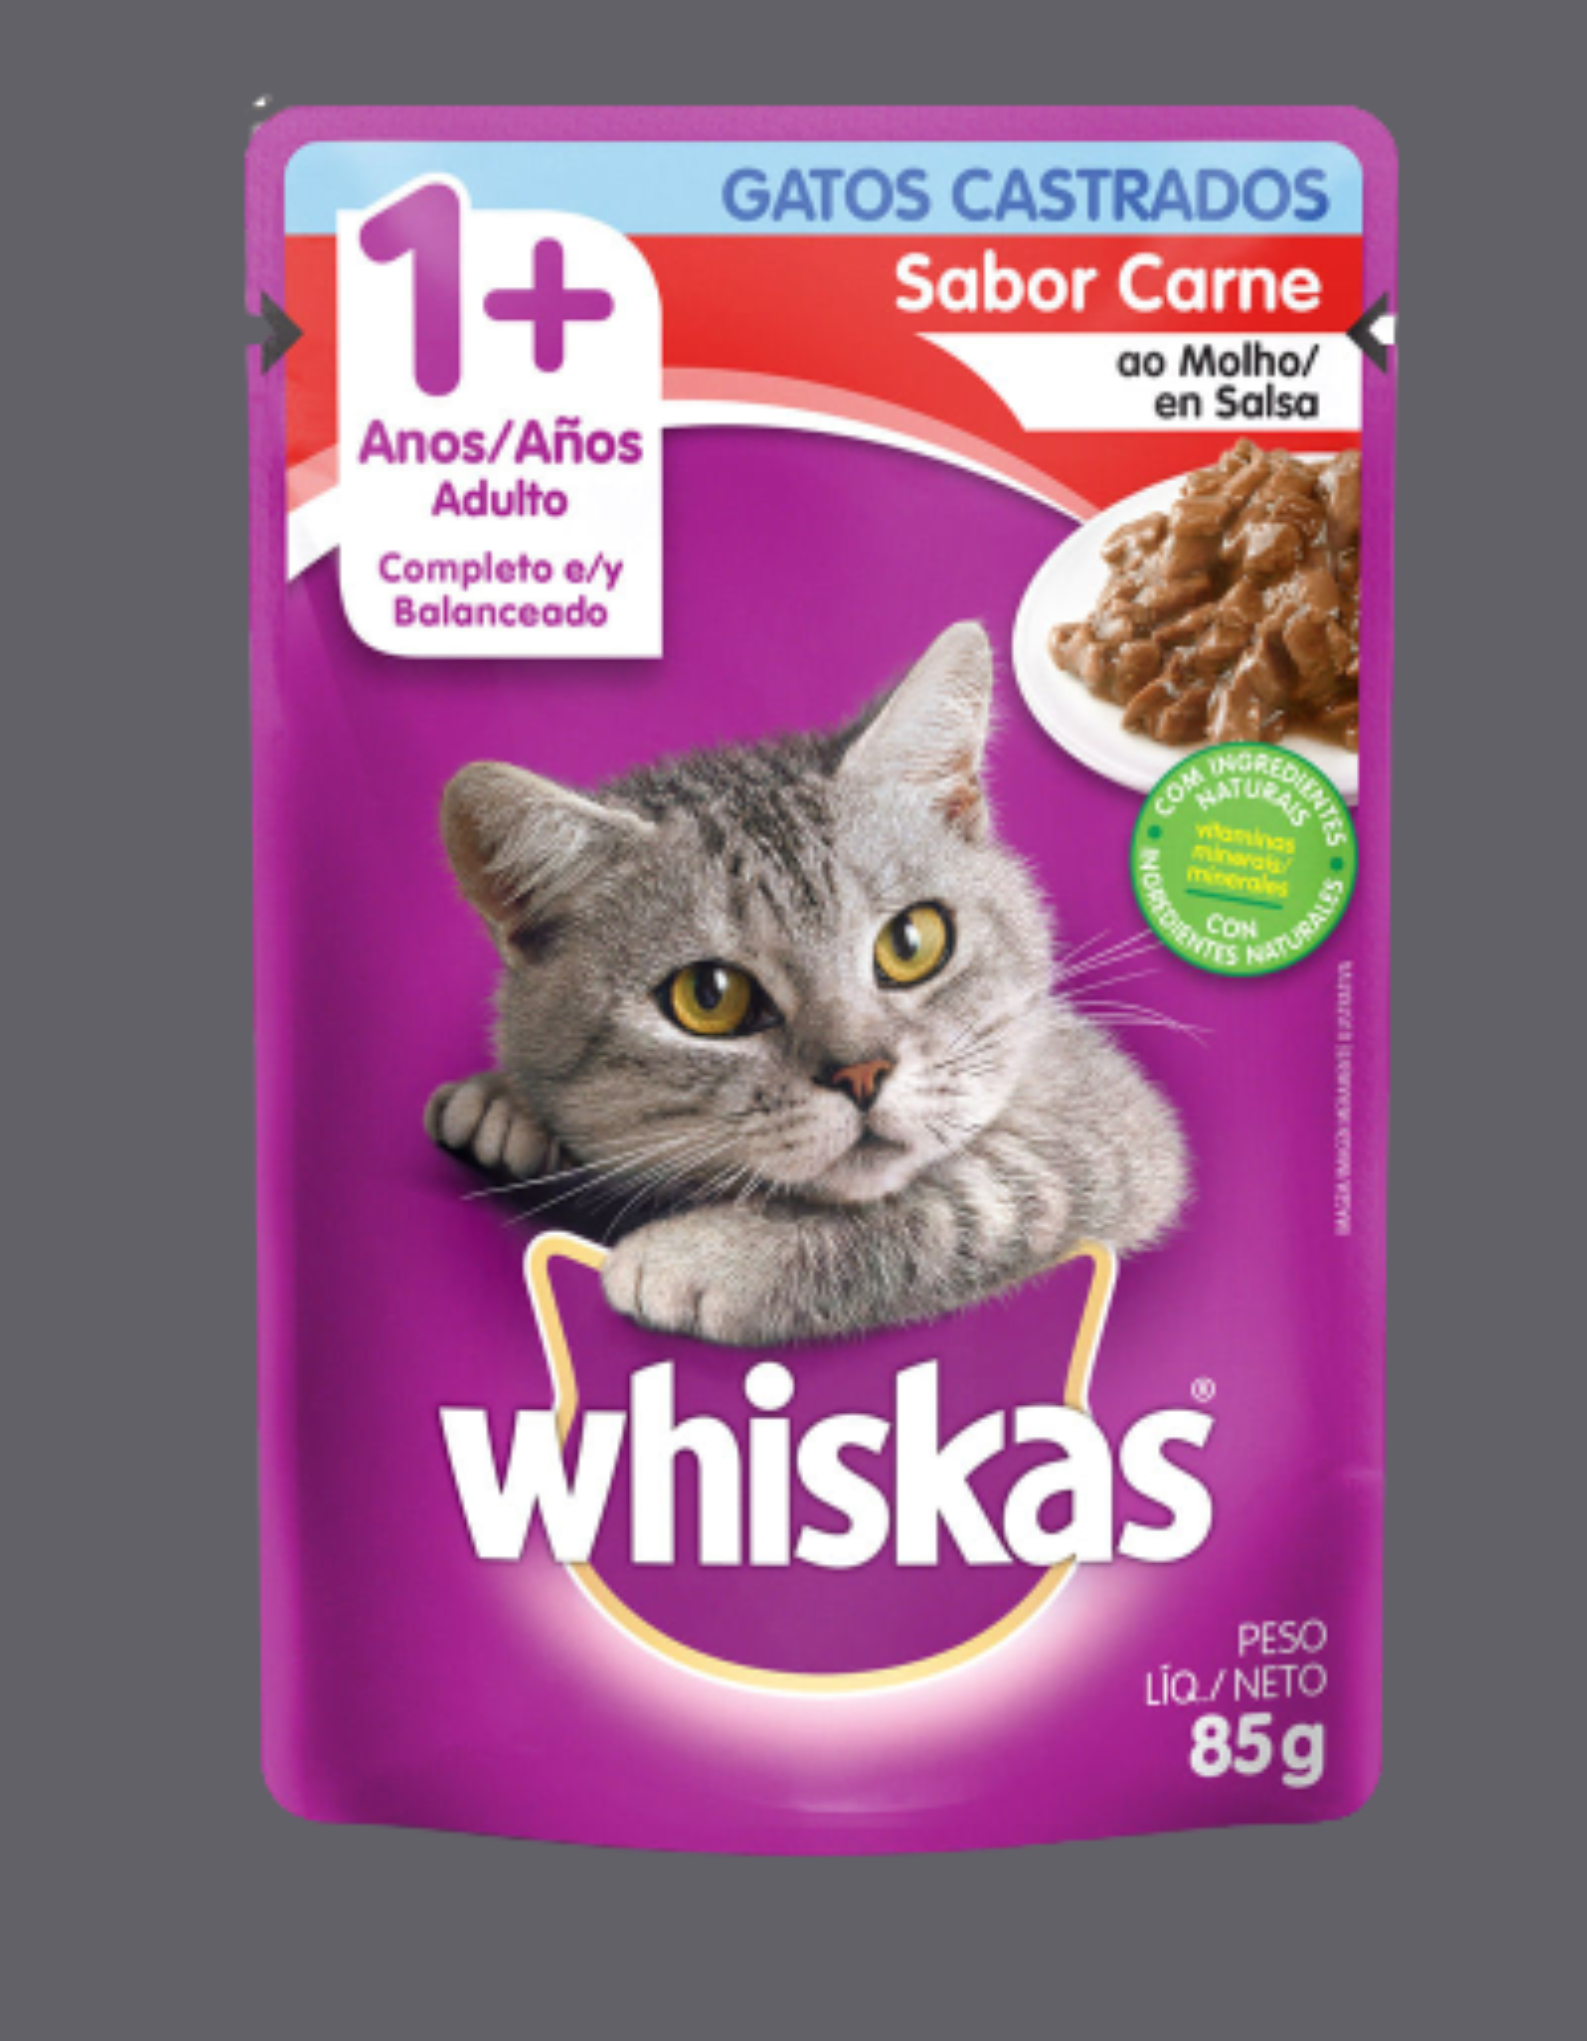 GATOS CASTRADOS
Sabor Carne
ao Molho/
en Salsa
1+
Anos/Años
Adulto
Completo e/y
Balanceado
COM INGREDIENTES
NATURAIS
vitaminas
minerais/
minerales
CON
INGREDIENTES NATURALES
whiskas®
PESO
LÍQ./ NETO
85g